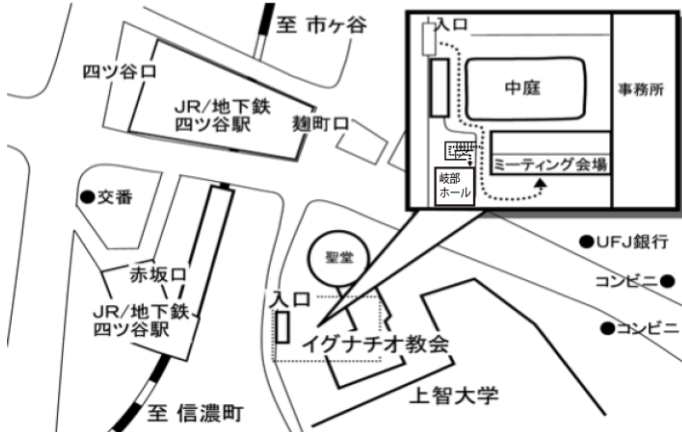 至 市ヶ谷
四ツ谷口
JR/地下鉄
四ツ谷駅
麹町口
交番
赤坂口
JR/地下鉄
四ツ谷駅
至 信濃町
聖堂
入口
イグナチオ教会
上智大学
UFJ銀行
コンビニ
コンビニ
入口
中庭
事務所
ミーティング会場
岐部
ホール